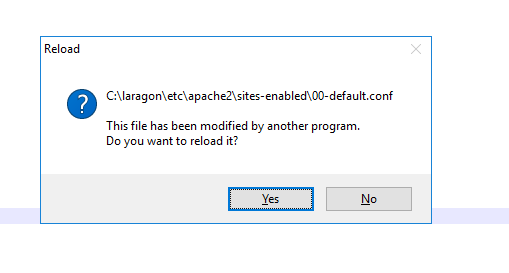 Reload
C:\laragon\etc\apache2\sites-enabled\00-default.conf
This file has been modified by another program.
Do you want to reload it?
Yes
No